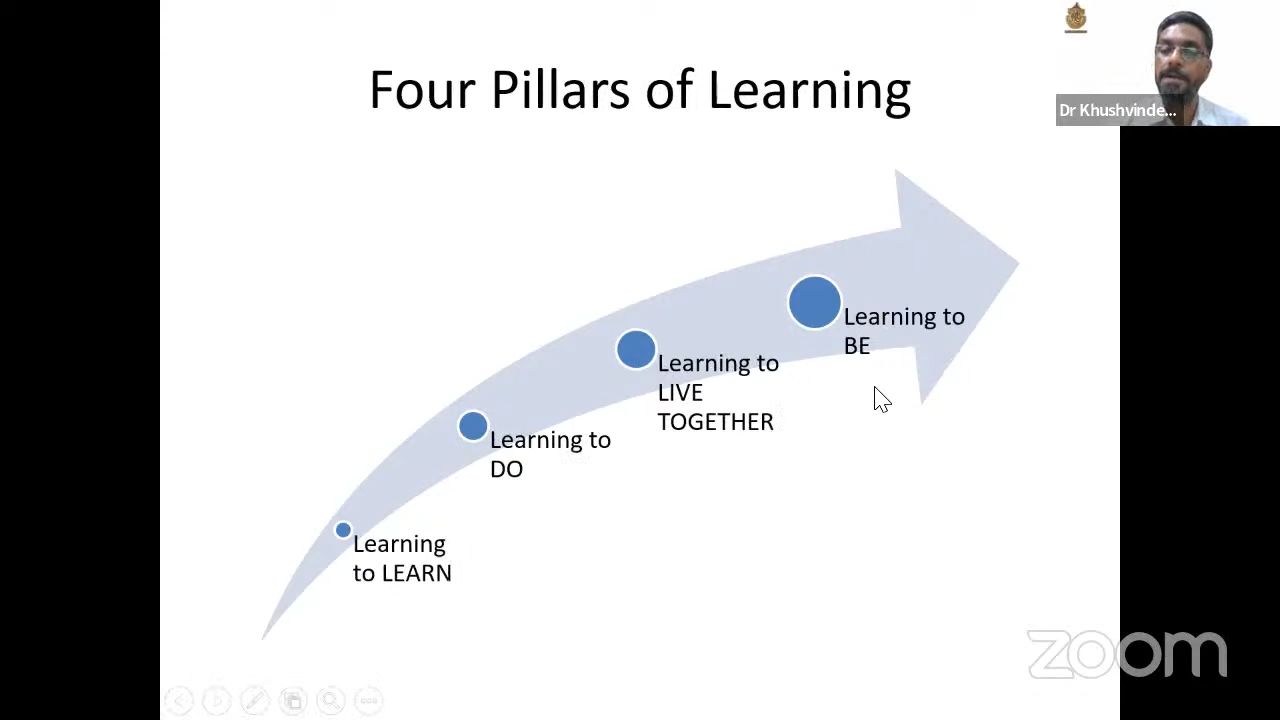 Four Pillars of Learning
Dr Khushvinde...
Learning to
BE
Learning to
LIVE
TOGETHER
Learning to
DO
Learning
to LEARN
zoom